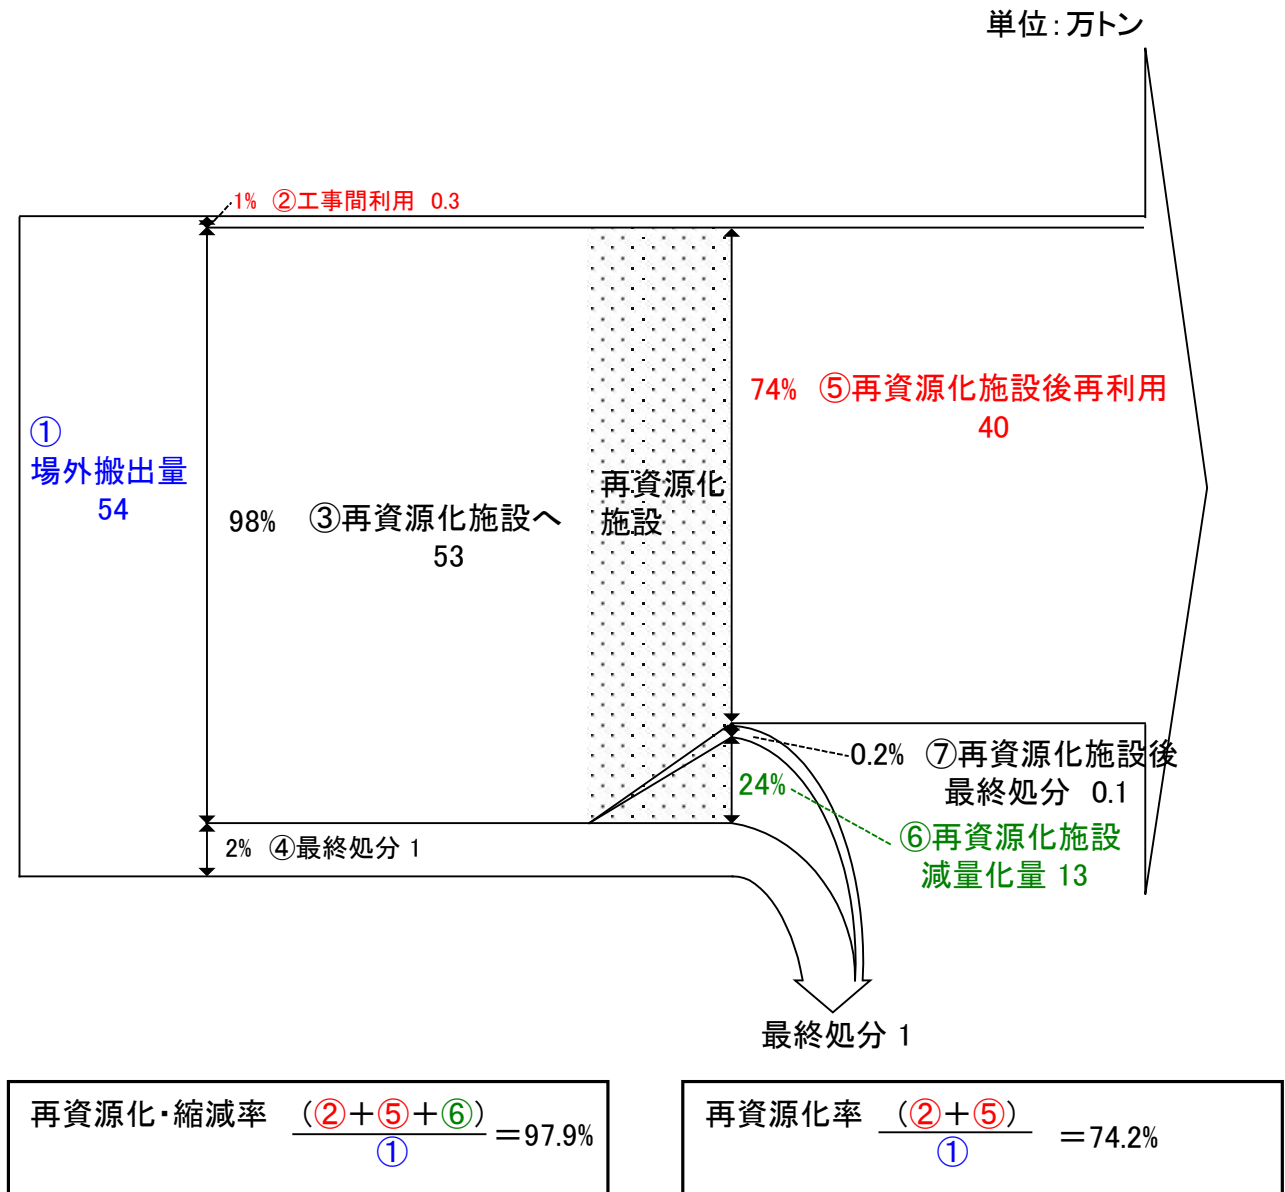 単位:万トン
1% ②工事間利用 0.3
①
場外搬出量
54
98% ③再資源化施設へ
53
再資源化
施設
74% ⑤再資源化施設後再利用
40
0.2% ⑦再資源化施設後
最終処分 0.1
24%
⑥再資源化施設
減量化量 13
2% ④最終処分 1
最終処分 1
再資源化・縮減率 (②+⑤+⑥)
① =97.9%
再資源化率 (②+⑤)
① =74.2%